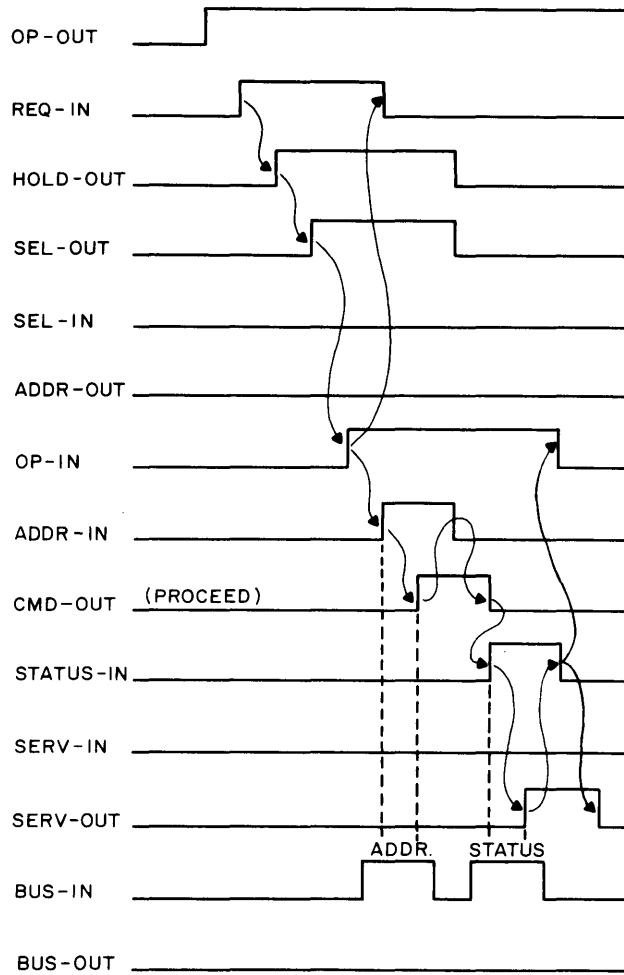 OP-OUT
REQ-IN
HOLD-OUT
SEL-OUT
SEL-IN
ADDR-OUT
OP-IN
ADDR-IN
CMD-OUT (PROCEED)
STATUS-IN
SERV-IN
SERV-OUT
ADDR. STATUS
BUS-IN
BUS-OUT